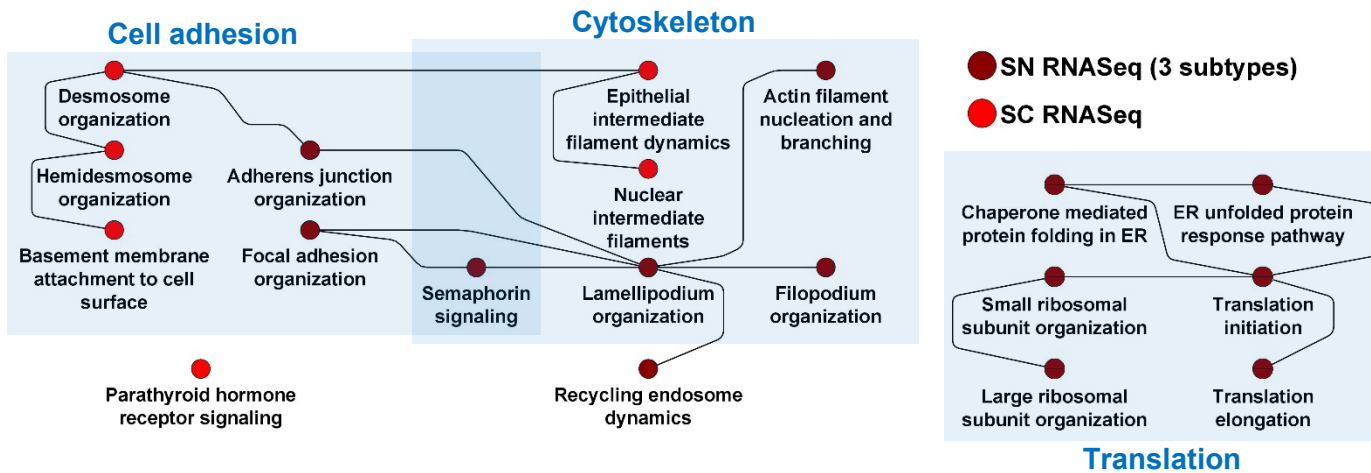 Cell adhesion
Cytoskeleton
Desmosome
organization
Epithelial
intermediate
filament dynamics
Actin filament
nucleation and
branching
Hemidesmosome
organization
Adherens junction
organization
Nuclear
intermediate
filaments
Basement membrane
attachment to cell
surface
Focal adhesion
organization
Semaphorin
signaling
Lamellipodium
organization
Filopodium
organization
Parathyroid hormone
receptor signaling
Recycling endosome
dynamics
SN RNASeq (3 subtypes)
SC RNASeq
Chaperone mediated
protein folding in ER
ER unfolded protein
response pathway
Small ribosomal
subunit organization
Translation
initiation
Large ribosomal
subunit organization
Translation
elongation
Translation